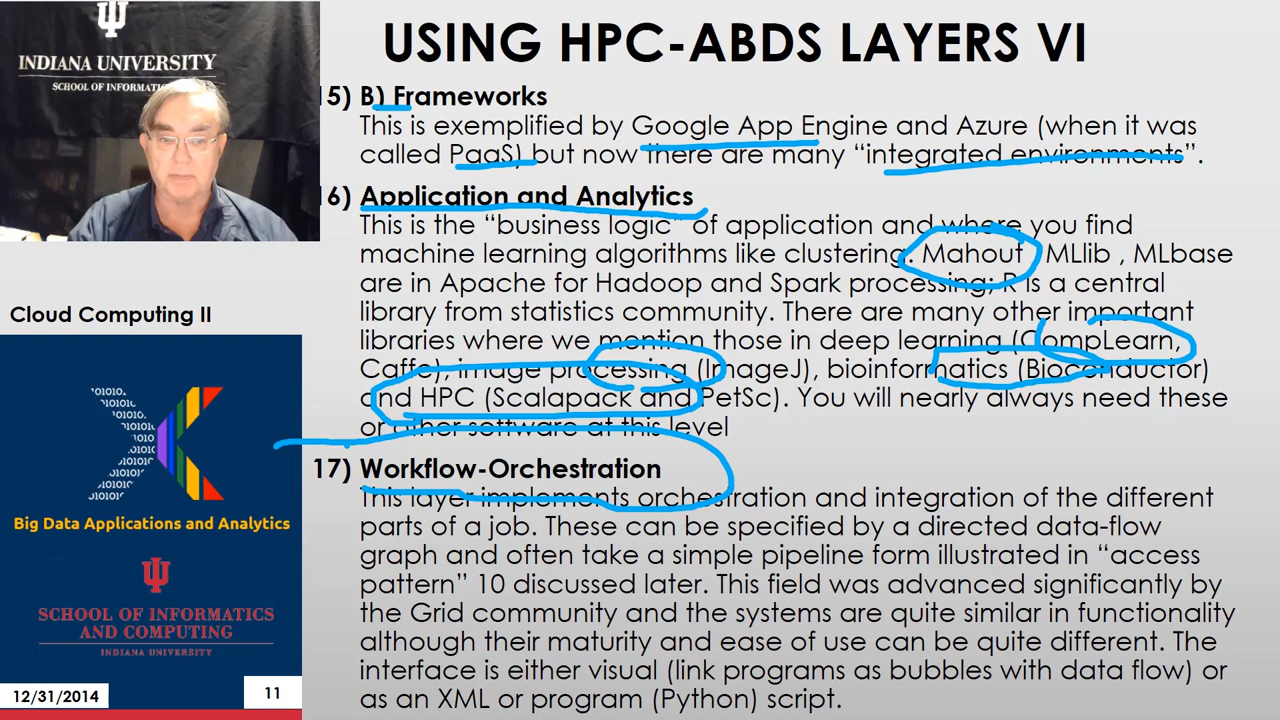 INDIANA UNIVERSITY
SCHOOL OF INFORMATI
USING HPC-ABDS LAYERS VI
15) B) Frameworks
This is exemplified by Google App Engine and Azure (when it was
called PaaS) but now there are many “integrated environments”.
16) Application and Analytics
This is the “business logic” of application and where you find
machine learning algorithms like clustering. Mahout , MLlib , MLbase
are in Apache for Hadoop and Spark processing; R is a central
library from statistics community. There are many other important
libraries where we mention those in deep learning (CompLearn,
Caffe), image processing (ImageJ), bioinformatics (Bioconductor)
and HPC (Scalapack and PetSc). You will nearly always need these
or other software at this level
17) Workflow-Orchestration
This layer implements orchestration and integration of the different
parts of a job. These can be specified by a directed data-flow
graph and often take a simple pipeline form illustrated in “access
pattern” 10 discussed later. This field was advanced significantly by
the Grid community and the systems are quite similar in functionality
although their maturity and ease of use can be quite different. The
interface is either visual (link programs as bubbles with data flow) or
as an XML or program (Python) script.
Cloud Computing II
Big Data Applications and Analytics
SCHOOL OF INFORMATICS
AND COMPUTING
INDIANA UNIVERSITY
12/31/2014
11